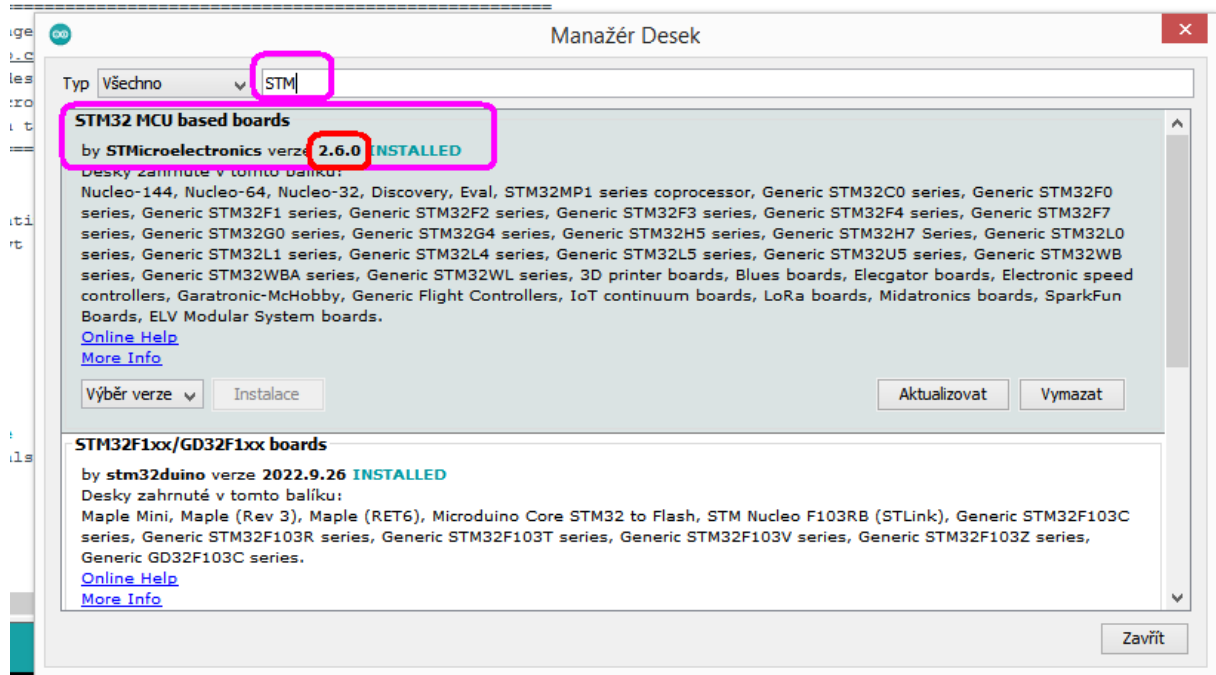 Manažér Desek
Typ Všechno STM
STM32 MCU based boards
by STMicroelectronics verze 2.6.0 INSTALLED
Desky zahrnuté v tomto balíku:
Nucleo-144, Nucleo-64, Nucleo-32, Discovery, Eval, STM32MP1 series coprocessor, Generic STM32C0 series, Generic STM32F0
series, Generic STM32F1 series, Generic STM32F2 series, Generic STM32F3 series, Generic STM32F4 series, Generic STM32F7
series, Generic STM32G0 series, Generic STM32G4 series, Generic STM32H5 series, Generic STM32H7 Series, Generic STM32L0
series, Generic STM32L1 series, Generic STM32L4 series, Generic STM32L5 series, Generic STM32U5 series, Generic STM32WB
series, Generic STM32WBA series, Generic STM32WL series, 3D printer boards, Blues boards, Elecgator boards, Electronic speed
controllers, Garatronic-McHobby, Generic Flight Controllers, IoT continuum boards, LoRa boards, Midatronics boards, SparkFun
Boards, ELV Modular System boards.
Online Help
More Info
Výběr verze Instalace Aktualizovat Vymazat
STM32F1xx/GD32F1xx boards
by stm32duino verze 2022.9.26 INSTALLED
Desky zahrnuté v tomto balíku:
Maple Mini, Maple (Rev 3), Maple (RET6), Microduino Core STM32 to Flash, STM Nucleo F103RB (STLink), Generic STM32F103C
series, Generic STM32F103R series, Generic STM32F103T series, Generic STM32F103V series, Generic STM32F103Z series,
Generic GD32F103C series.
Online Help
More Info
Zavřít